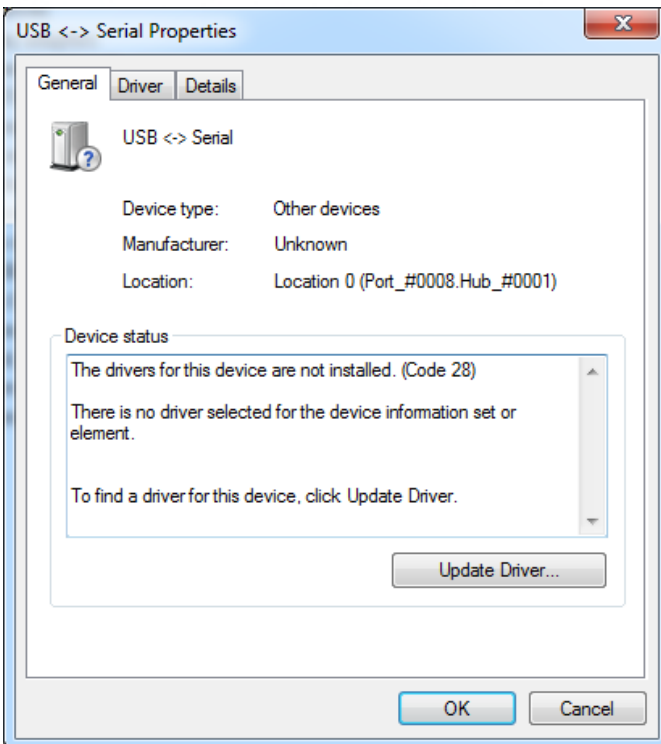 USB <-> Serial Properties
General Driver Details
USB <-> Serial
Device type: Other devices
Manufacturer: Unknown
Location: Location 0 (Port_#0008.Hub_#0001)
Device status
The drivers for this device are not installed. (Code 28)
There is no driver selected for the device information set or
element.
To find a driver for this device, click Update Driver.
Update Driver...
OK Cancel